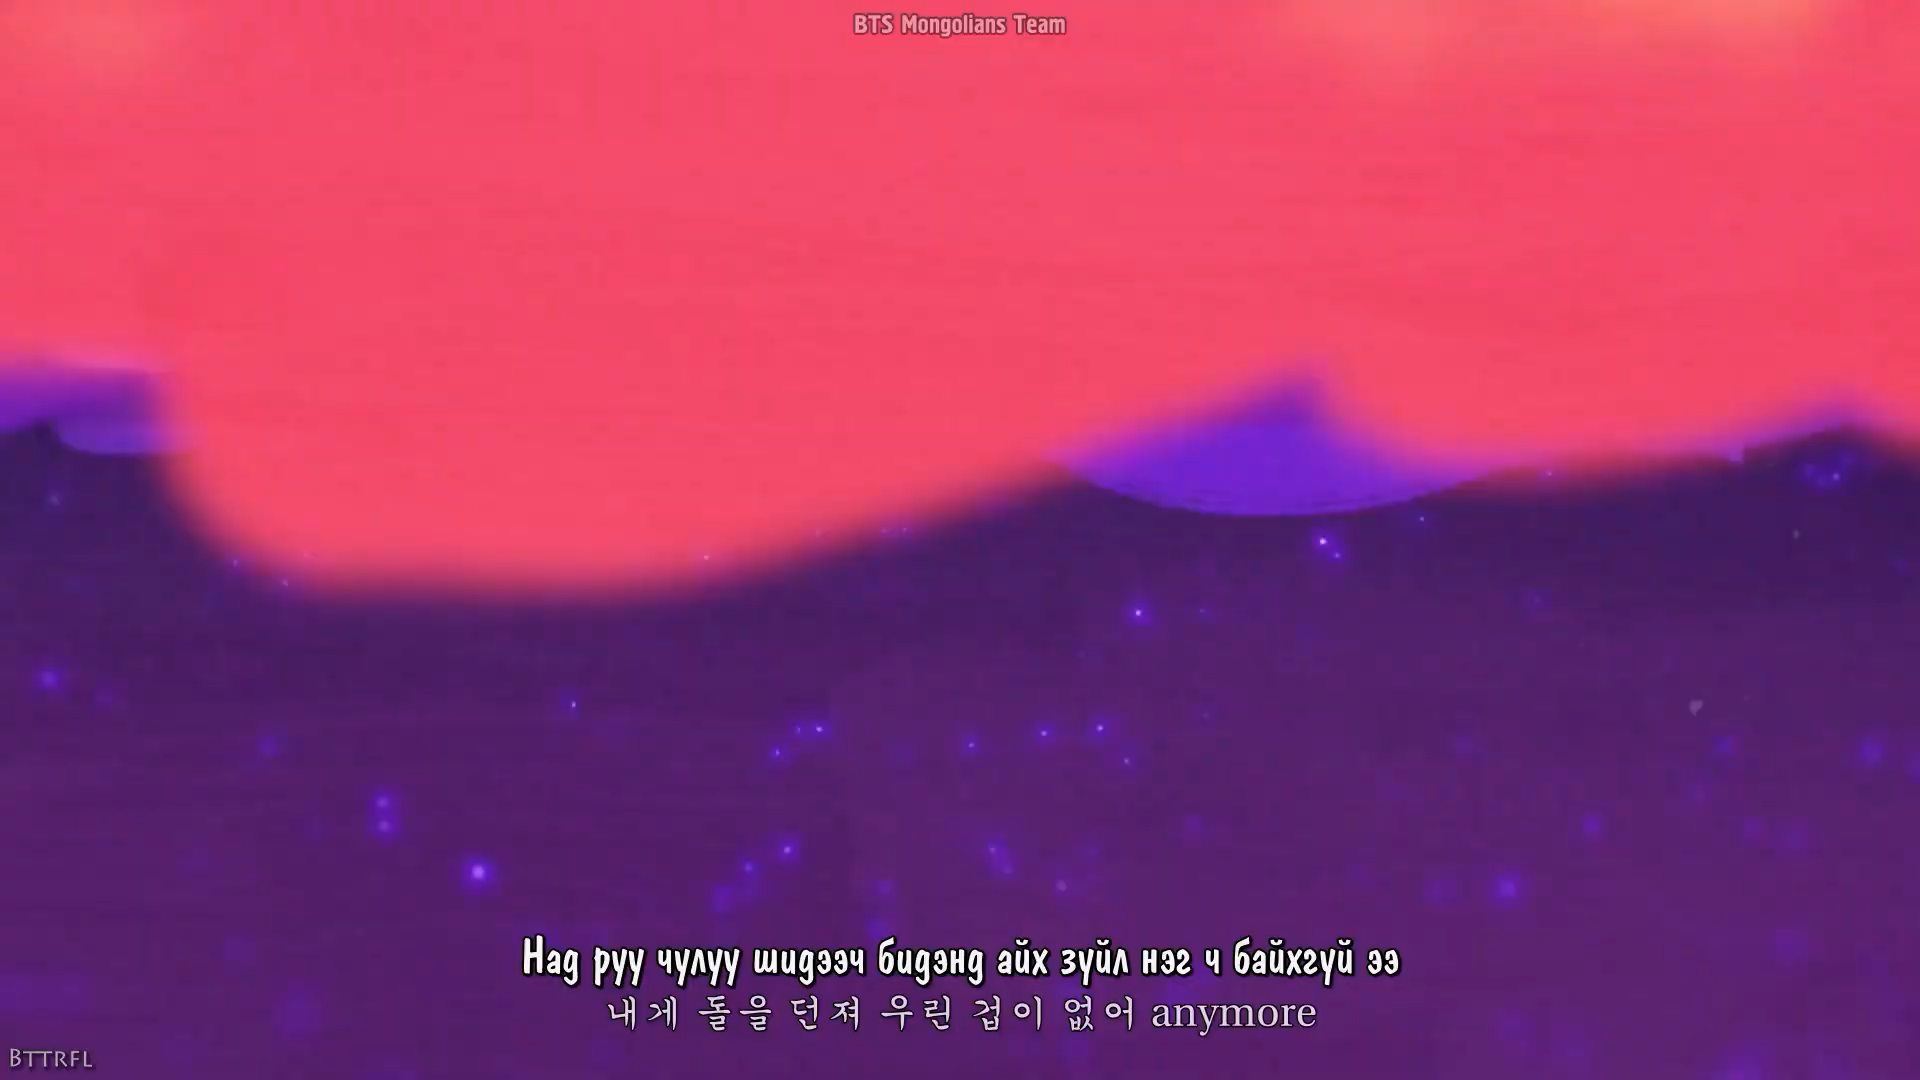 BTS Mongolians Team
Над руу чулуу шидээч бидэнд айх зүйл нэг ч байхгүй ээ
내게 돌을 던져 우린 겁이 없어 anymore
BTTRFL